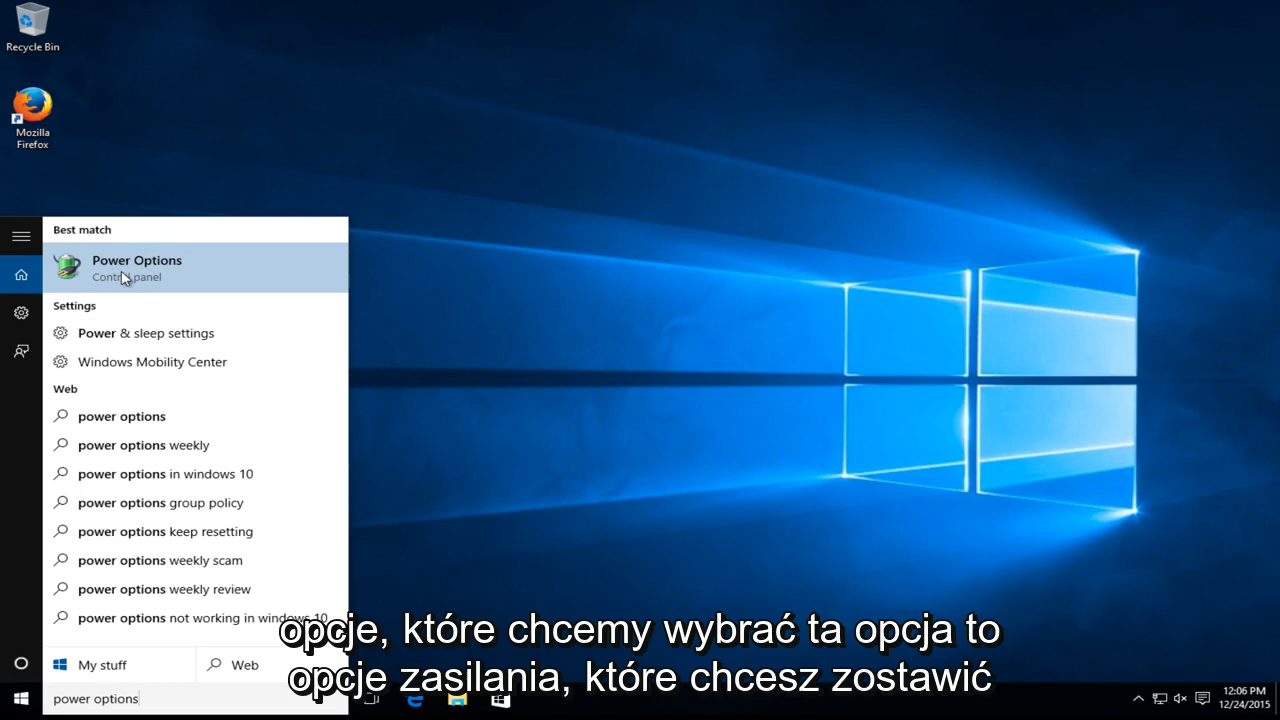 Recycle Bin
Mozilla
Firefox
Best match
Power Options
Control panel
Settings
Power & sleep settings
Windows Mobility Center
Web
power options
power options weekly
power options in windows 10
power options group policy
power options keep resetting
power options weekly scam
power options weekly review
power options not working in windows 10
opcje, które chcemy wybrać ta opcja to
opcje zasilania, które chcesz zostawić
My stuff
Web
power options
12:06 PM
12/24/2015